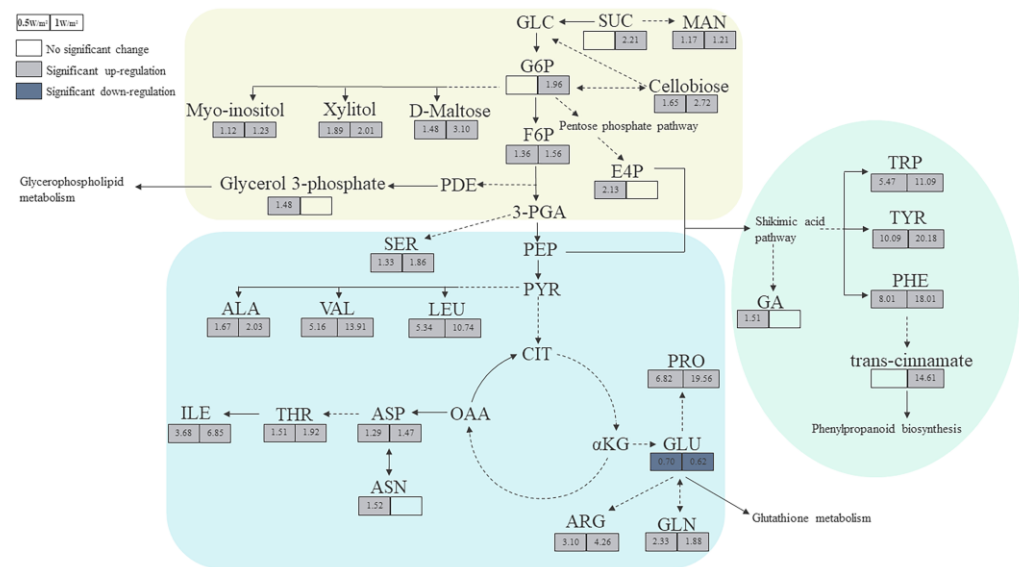 0.5W/m² 1W/m²
No significant change
Significant up-regulation
Significant down-regulation
GLC
SUC
2.21
MAN
1.17 1.21
G6P
1.96
Cellobiose
1.65 2.72
Myo-inositol
1.12 1.23
Xylitol
1.89 2.01
D-Maltose
1.48 3.10
Pentose phosphate pathway
F6P
1.36 1.56
E4P
2.13
Glycerophospholipid
metabolism
Glycerol 3-phosphate
1.48
PDE
3-PGA
TRP
5.47 11.09
Shikimic acid
pathway
TYR
10.09 20.18
PHE
8.01 18.01
GA
1.51
trans-cinnamate
14.61
Phenylpropanoid biosynthesis
SER
1.33 1.86
PEP
PYR
ALA
1.67 2.03
VAL
5.16 13.91
LEU
5.34 10.74
CIT
PRO
6.82 19.56
ILE
3.68 6.85
THR
1.51 1.92
ASP
1.29 1.47
OAA
αKG
GLU
0.70 0.62
ASN
1.52
ARG
3.10 4.26
GLN
2.33 1.88
Glutathione metabolism